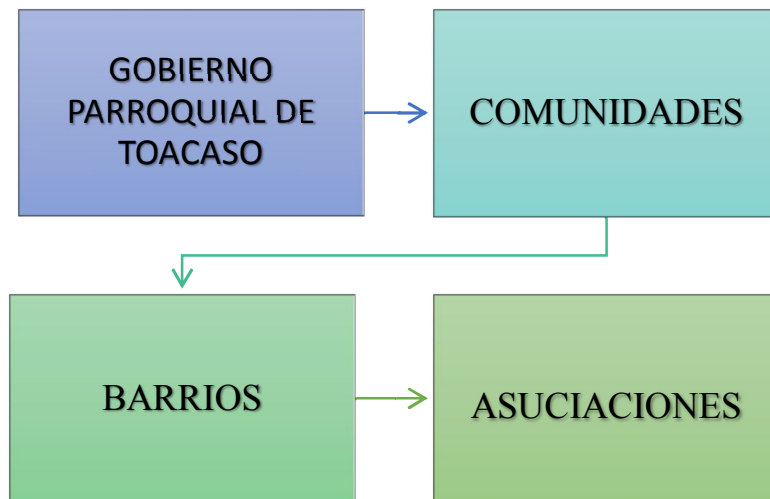 GOBIERNO
PARROQUIAL DE
TOACASO
COMUNIDADES
BARRIOS
ASUCIACIONES